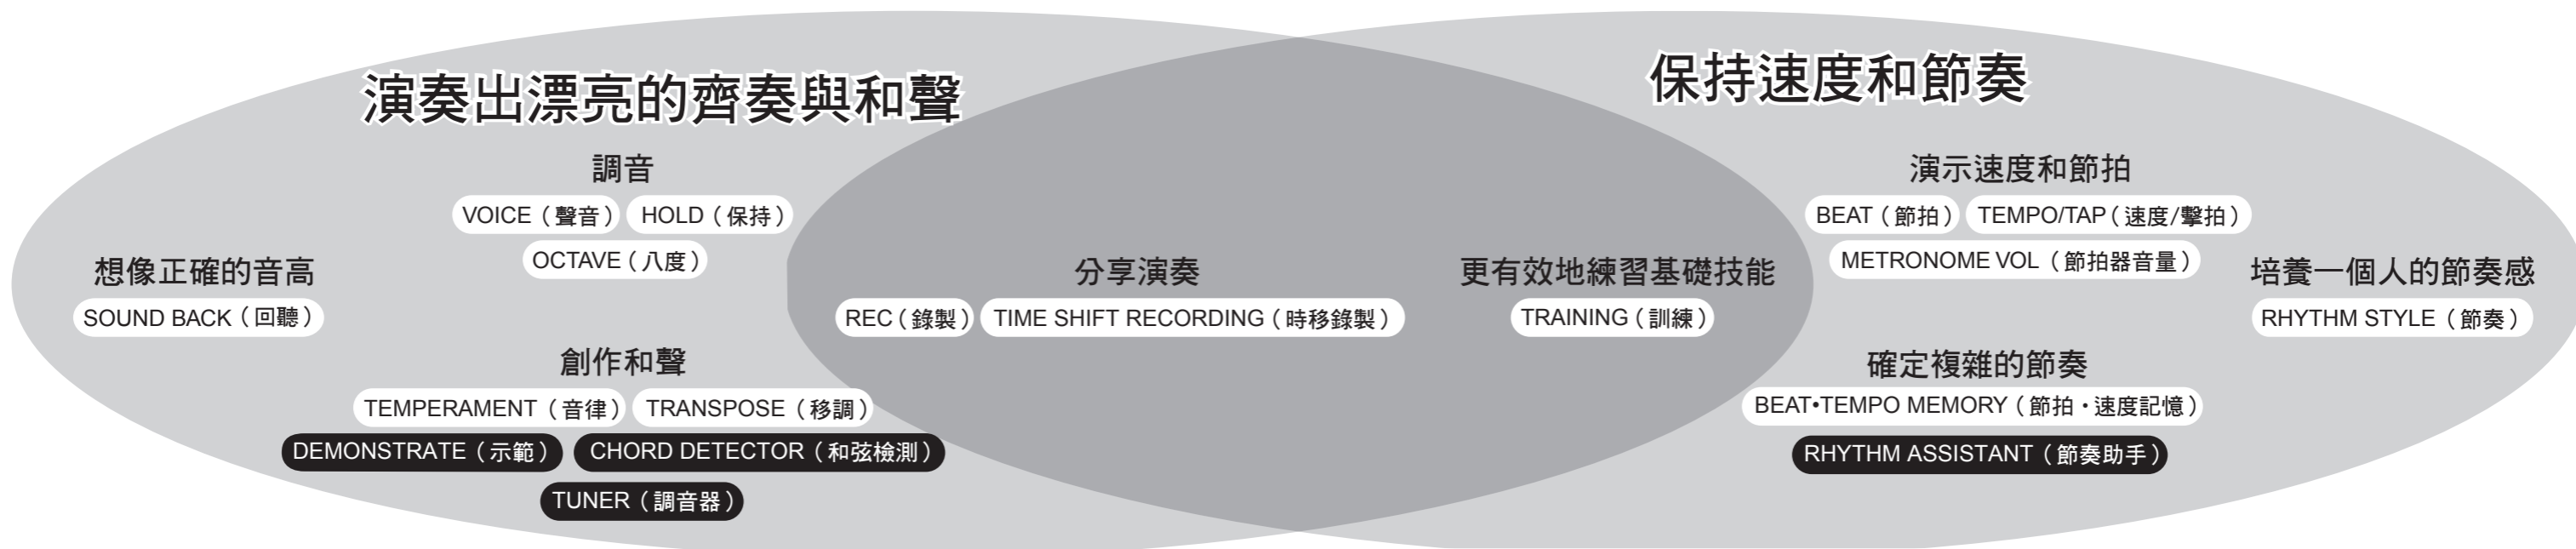 演奏出漂亮的齊奏與和聲
調音
VOICE（聲音） HOLD（保持）
OCTAVE（八度）
想像正確的音高
SOUND BACK（回聽）
創作和聲
TEMPERAMENT（音律） TRANSPOSE（移調）
DEMONSTRATE（示範） CHORD DETECTOR（和弦檢測）
TUNER（調音器）
分享演奏
REC（錄製） TIME SHIFT RECORDING（時移錄製）
更有效地練習基礎技能
TRAINING（訓練）
保持速度和節奏
演示速度和節拍
BEAT（節拍） TEMPO/TAP（速度/擊拍）
METRONOME VOL（節拍器音量）
培養一個人的節奏感
RHYTHM STYLE（節奏）
確定複雜的節奏
BEAT•TEMPO MEMORY（節拍・速度記憶）
RHYTHM ASSISTANT（節奏助手）